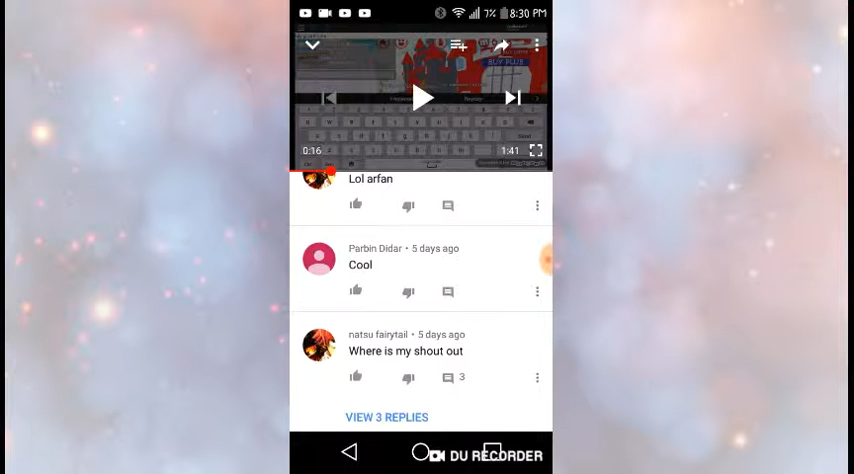 7% 8:30 PM
BUY PLUS
0:16
1:41
Lol arfan
Parbin Didar • 5 days ago
Cool
natsu fairytail • 5 days ago
Where is my shout out
3
VIEW 3 REPLIES
DU RECORDER